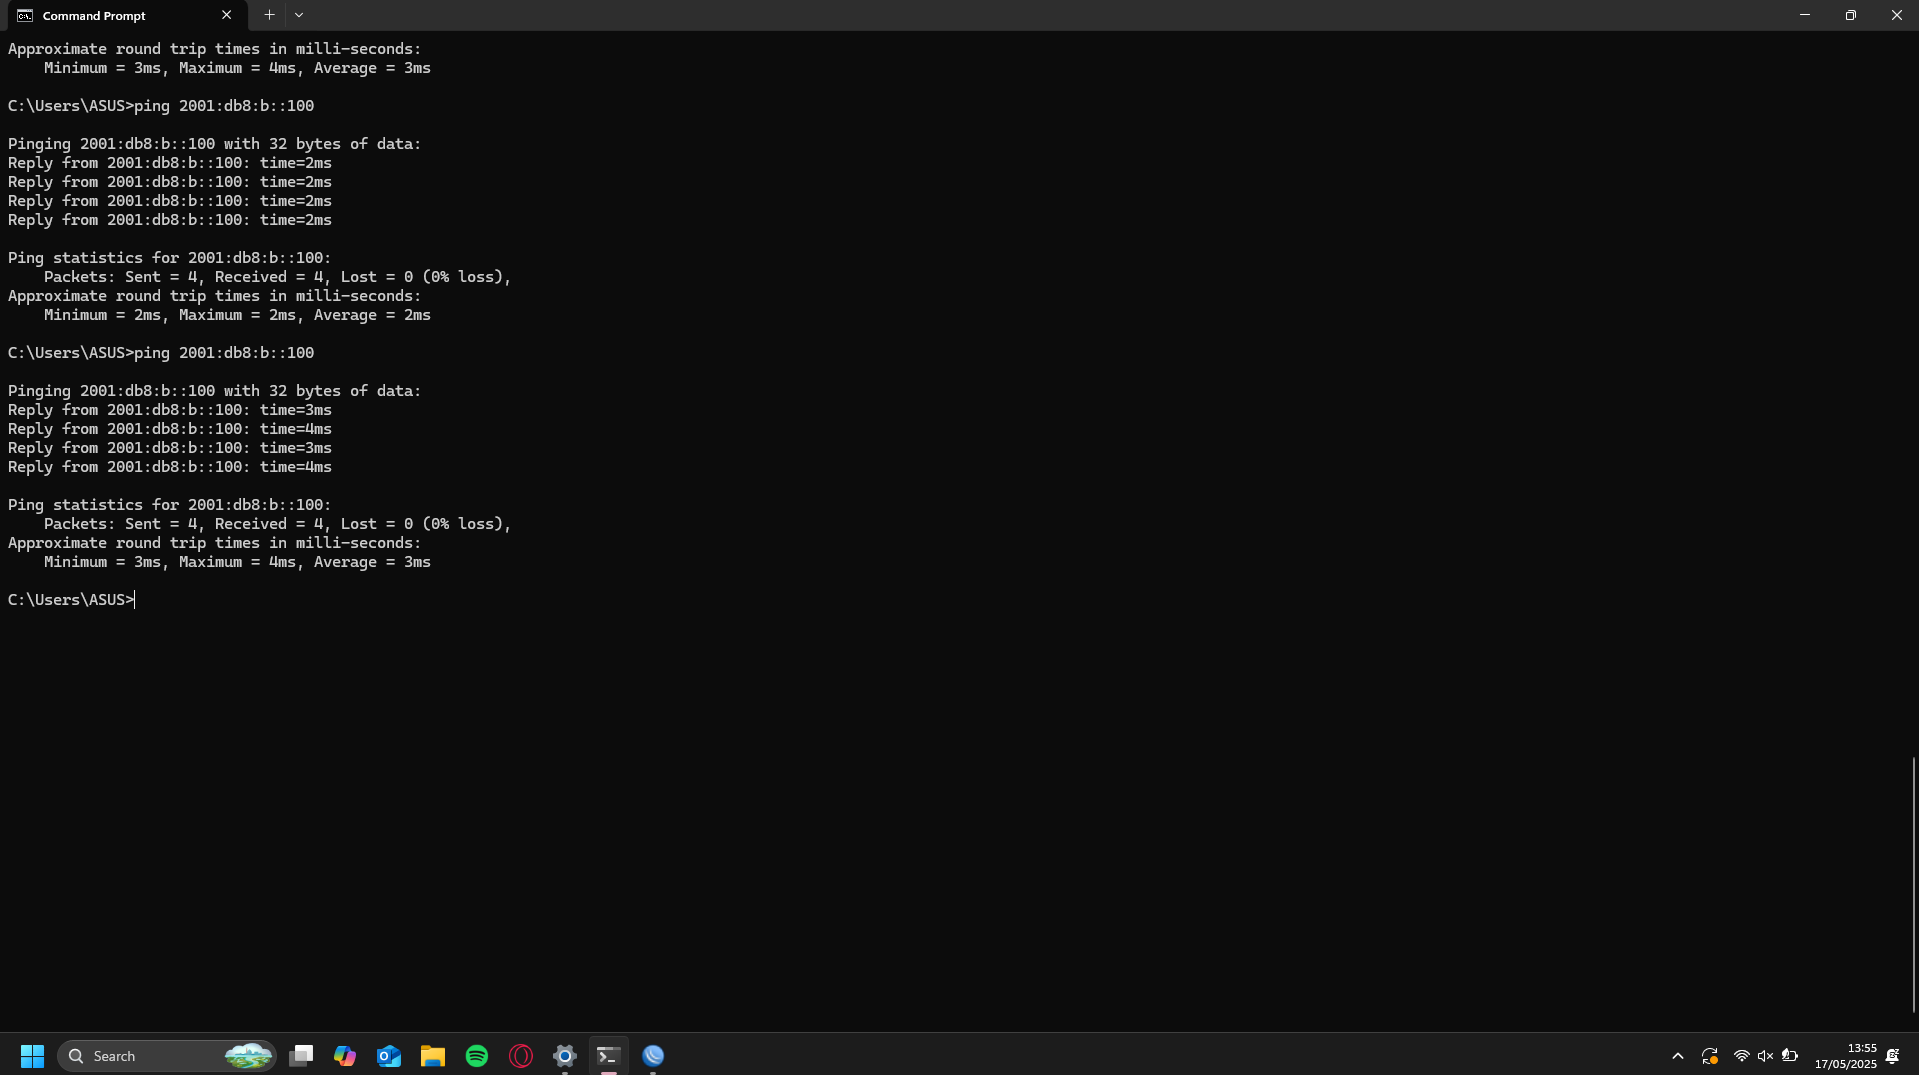 Command Prompt
Approximate round trip times in milli-seconds:
    Minimum = 3ms, Maximum = 4ms, Average = 3ms
C:\Users\ASUS>ping 2001:db8:b::100
Pinging 2001:db8:b::100 with 32 bytes of data:
Reply from 2001:db8:b::100: time=2ms
Reply from 2001:db8:b::100: time=2ms
Reply from 2001:db8:b::100: time=2ms
Reply from 2001:db8:b::100: time=2ms
Ping statistics for 2001:db8:b::100:
    Packets: Sent = 4, Received = 4, Lost = 0 (0% loss),
Approximate round trip times in milli-seconds:
    Minimum = 2ms, Maximum = 2ms, Average = 2ms
C:\Users\ASUS>ping 2001:db8:b::100
Pinging 2001:db8:b::100 with 32 bytes of data:
Reply from 2001:db8:b::100: time=3ms
Reply from 2001:db8:b::100: time=4ms
Reply from 2001:db8:b::100: time=3ms
Reply from 2001:db8:b::100: time=4ms
Ping statistics for 2001:db8:b::100:
    Packets: Sent = 4, Received = 4, Lost = 0 (0% loss),
Approximate round trip times in milli-seconds:
    Minimum = 3ms, Maximum = 4ms, Average = 3ms
C:\Users\ASUS>
Search
13:55
17/05/2025